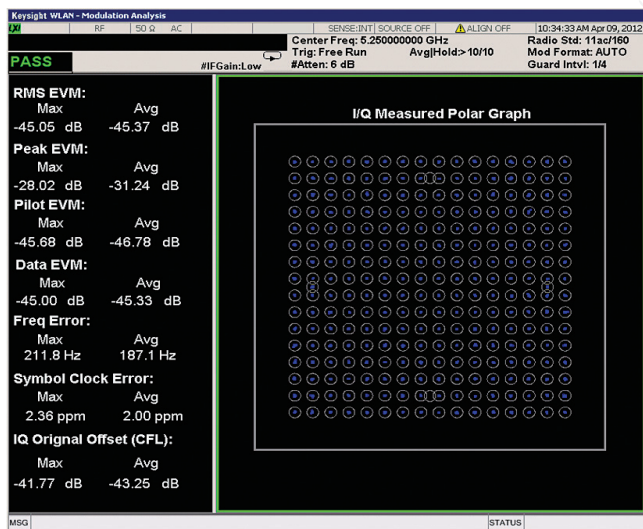 Keysight WLAN - Modulation Analysis
RF 50 Ω AC SENSE:INT SOURCE OFF ALIGN OFF 10:34:33 AM Apr 09, 2012
Center Freq: 5.250000000 GHz Radio Std: 11ac/160
Trig: Free Run Avg|Hold:>10/10 Mod Format: AUTO
PASS #IFGain:Low #Atten: 6 dB Guard Intvl: 1/4
RMS EVM:
Max Avg
-45.05 dB -45.37 dB
Peak EVM:
Max Avg
-28.02 dB -31.24 dB
Pilot EVM:
Max Avg
-45.68 dB -46.78 dB
Data EVM:
Max Avg
-45.00 dB -45.33 dB
Freq Error:
Max Avg
211.8 Hz 187.1 Hz
Symbol Clock Error:
Max Avg
2.36 ppm 2.00 ppm
IQ Orignal Offset (CFL):
Max Avg
-41.77 dB -43.25 dB
I/Q Measured Polar Graph
MSG STATUS